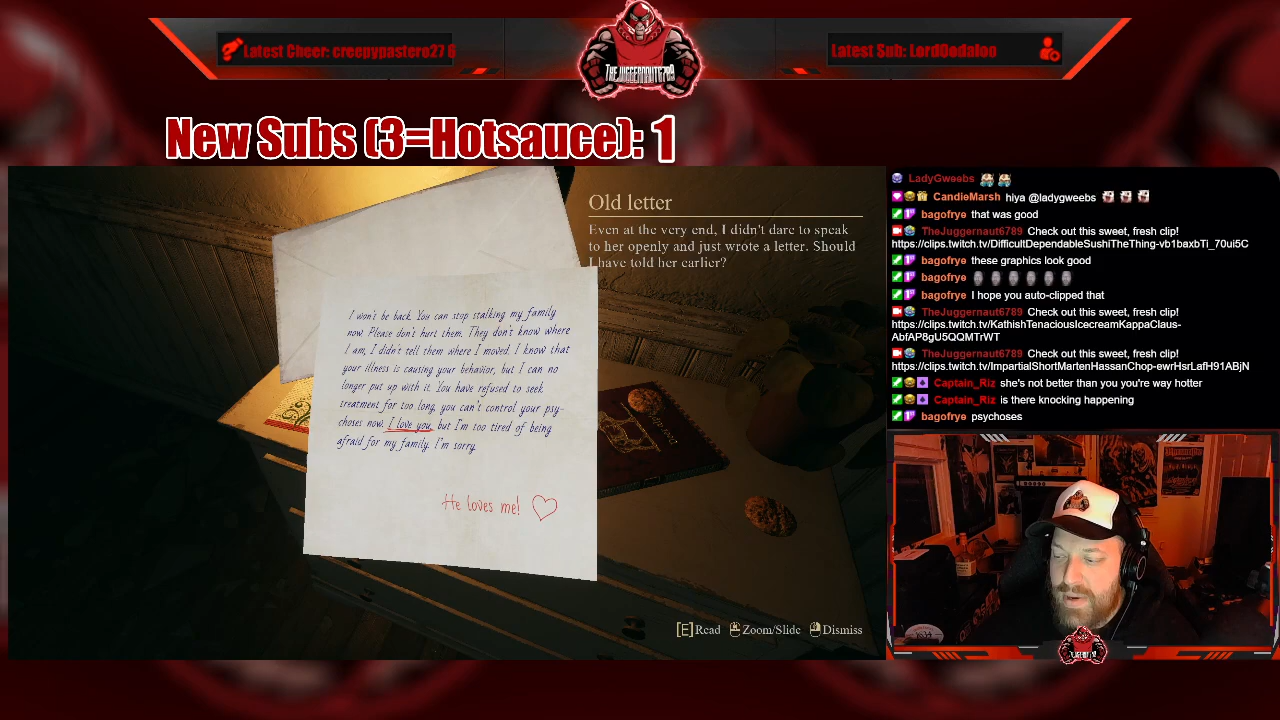 Latest Cheer: creepypastero27 6
THEJUGGERNAUT6789
Latest Sub: LordOodaloo
New Subs (3=Hotsauce): 1
Old letter
Even at the very end, I didn't dare to speak
to her openly and just wrote a letter. Should
I have told her earlier?
I won't be back. You can stop stalking my family
now. Please don't hurt them. They don't know where
I am, I didn't tell them where I moved. I know that
your illness is causing your behavior, but I can no
longer put up with it. You have refused to seek
treatment for too long, you can't control your psy-
choses now. I love you, but I'm too tired of being
afraid for my family. I'm sorry.
He loves me!
[E]Read Zoom/Slide Dismiss
LadyGweebs
CandieMarsh hiya @ladygweebs
bagofrye that was good
TheJuggernaut6789 Check out this sweet, fresh clip!
https://clips.twitch.tv/DifficultDependableSushiTheThing-vb1baxbTi_70ui5C
bagofrye these graphics look good
bagofrye
bagofrye I hope you auto-clipped that
TheJuggernaut6789 Check out this sweet, fresh clip!
https://clips.twitch.tv/KathishTenaciousIcecreamKappaClaus-
AbfAP8gU5QQMTrWT
TheJuggernaut6789 Check out this sweet, fresh clip!
https://clips.twitch.tv/ImpartialShortMartenHassanChop-ewrHsrLafH91ABjN
Captain_Riz she's not better than you you're way hotter
Captain_Riz is there knocking happening
bagofrye psychoses